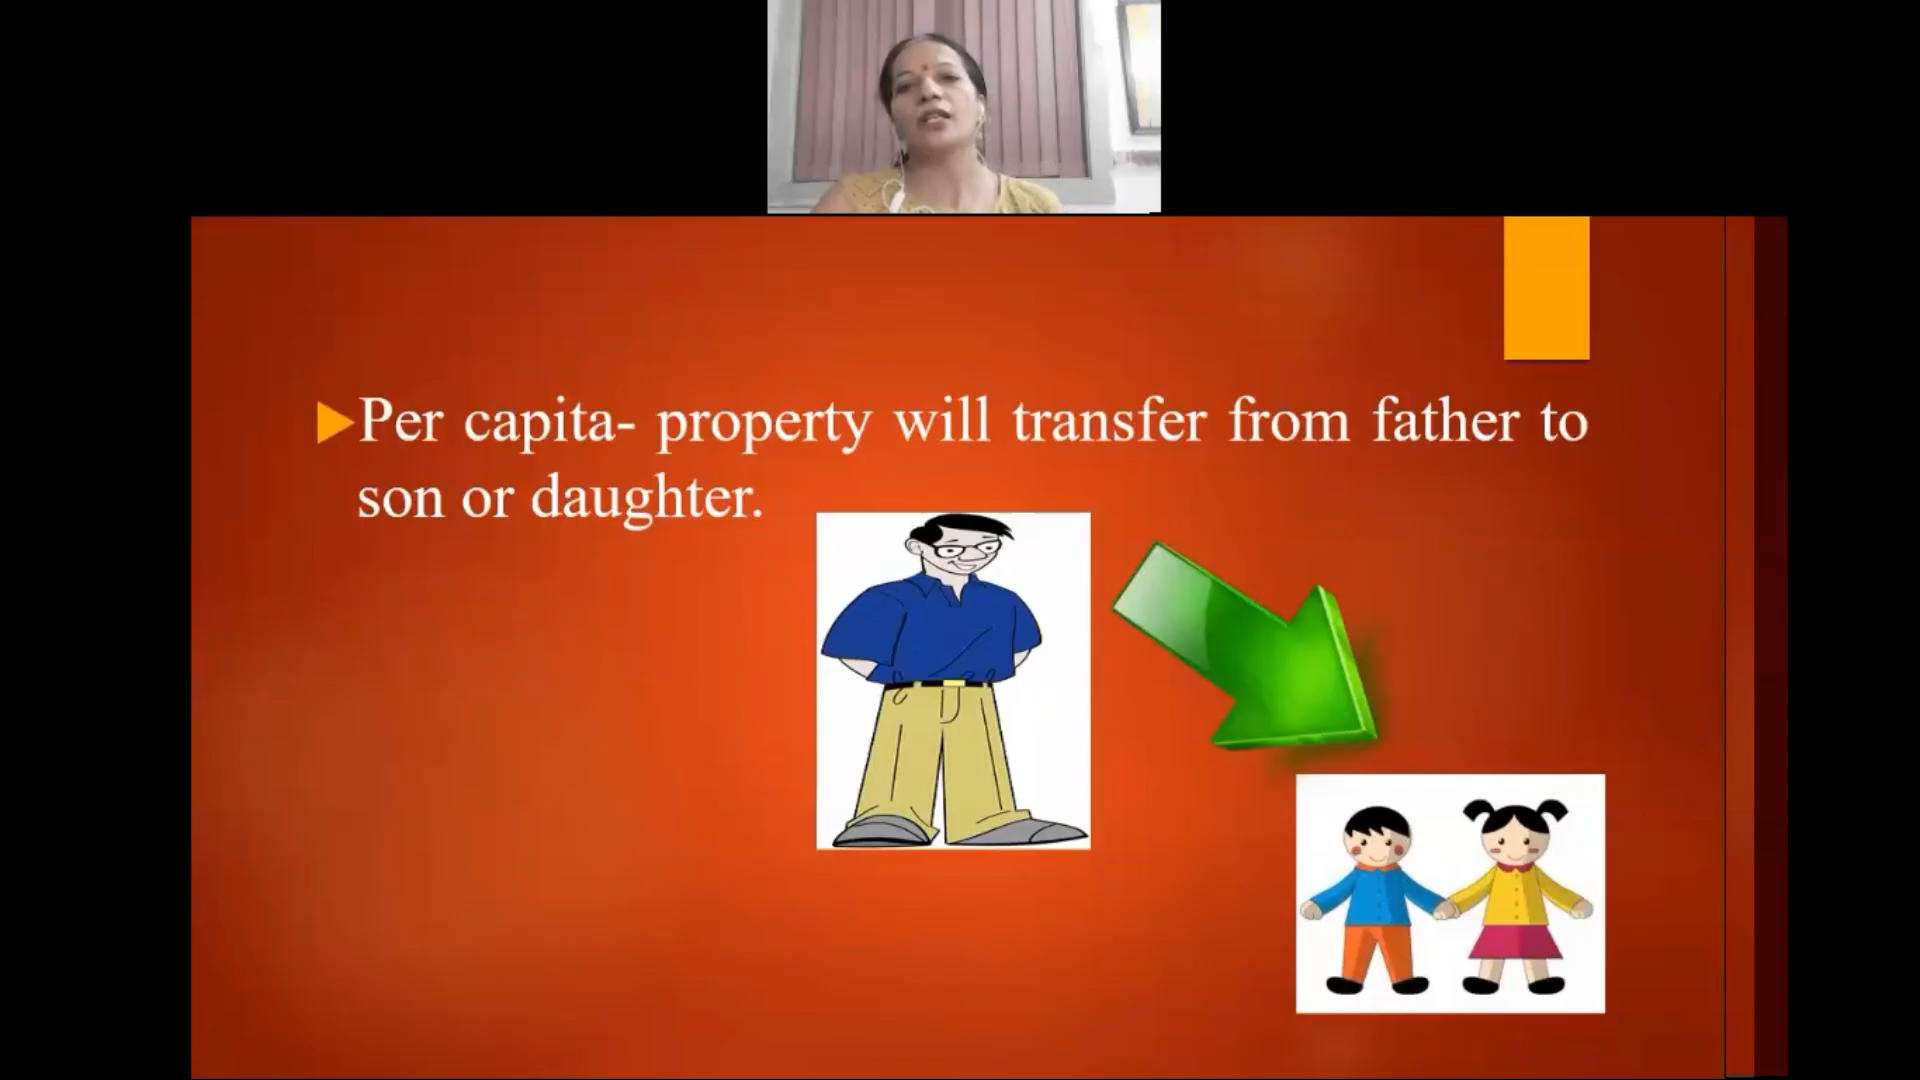 Per capita- property will transfer from father to
son or daughter.